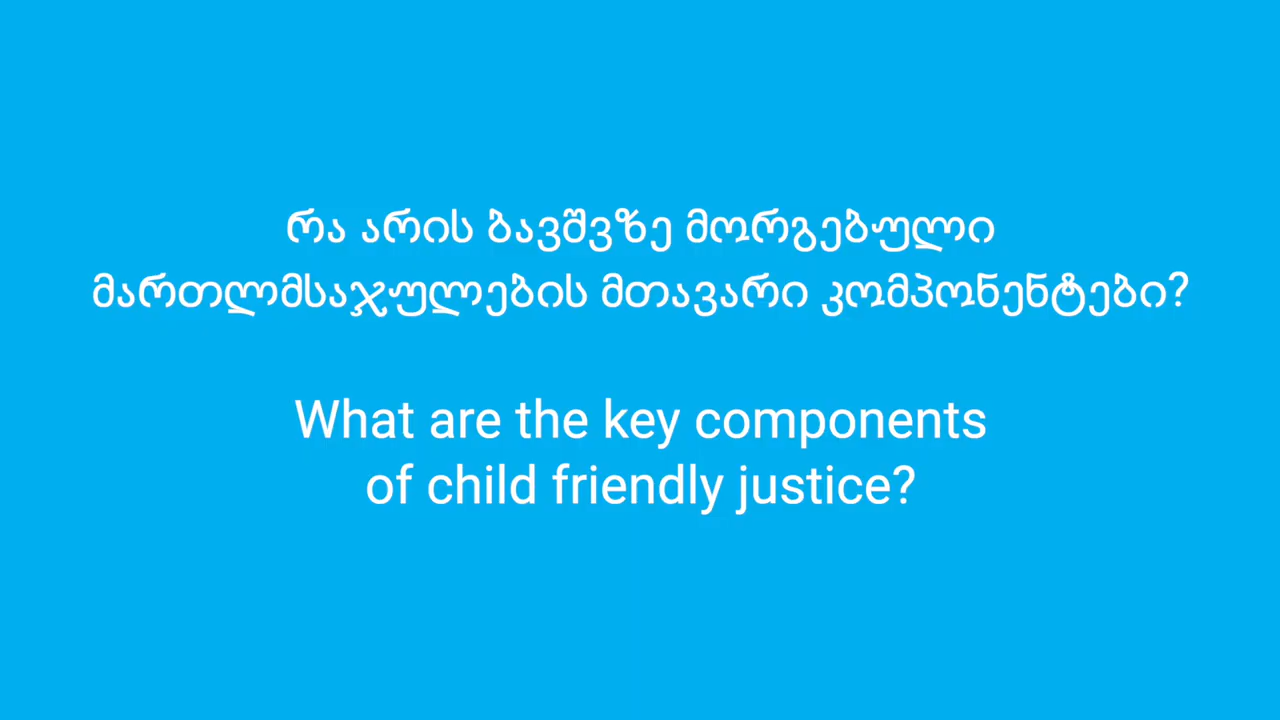 რა არის ბავშვზე მორგებული
მართლმსაჯულების მთავარი კომპონენტები?
What are the key components
of child friendly justice?